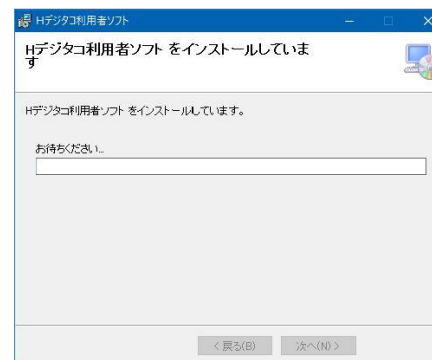 Hデジタコ利用者ソフト
Hデジタコ利用者ソフト をインストールしていま
す
Hデジタコ利用者ソフト をインストールしています。
お待ちください...
< 戻る(B)
次へ(N) >